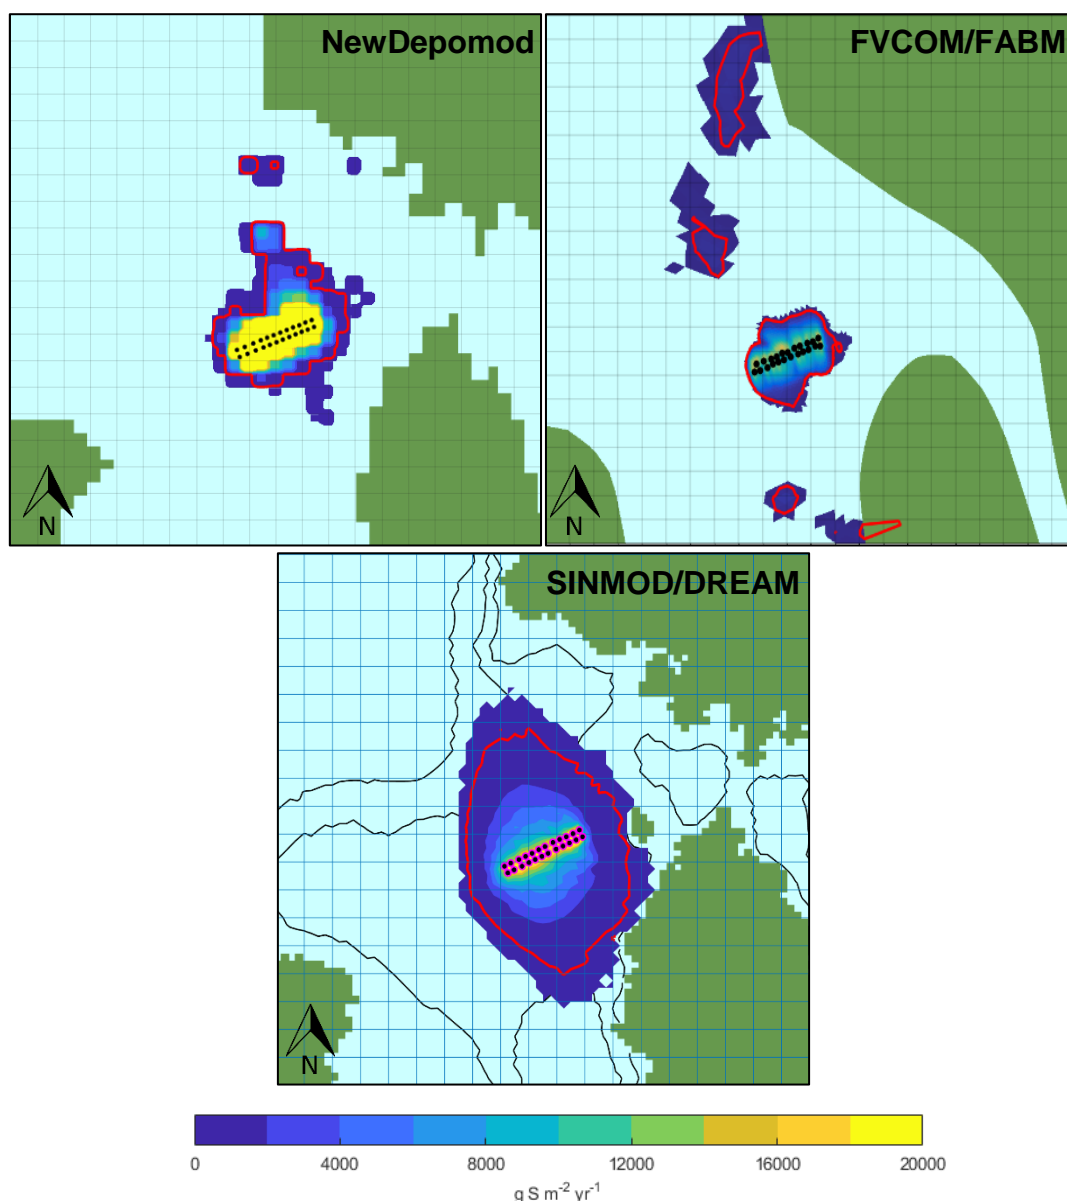 NewDepomod
FVCOM/FABM
N
N
SINMOD/DREAM
N
0 4000 8000 12000 16000 20000
g S m⁻² yr⁻¹